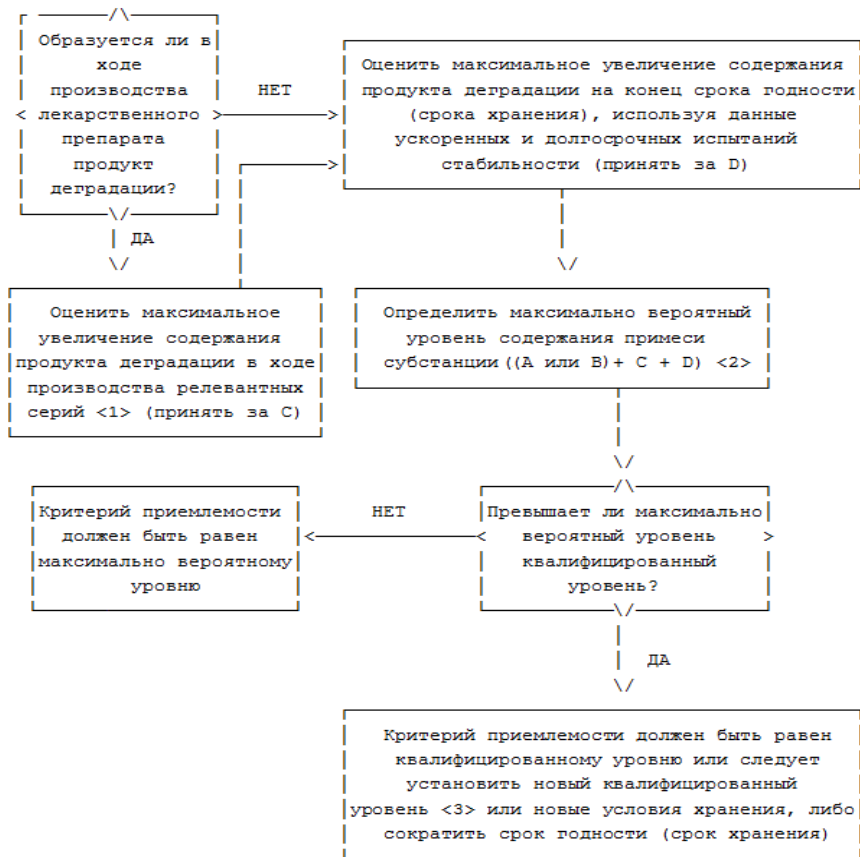 Образуется ли в
ходе
производства
лекарственного
препарата
продукт
деградации?
НЕТ
Оценить максимальное увеличение содержания
продукта деградации на конец срока годности
(срока хранения), используя данные
ускоренных и долгосрочных испытаний
стабильности (принять за D)
ДА
Оценить максимальное
увеличение содержания
продукта деградации в ходе
производства релевантных
серий <1> (принять за C)
Определить максимально вероятный
уровень содержания примеси
субстанции ((A или B)+ C + D) <2>
Превышает ли максимально
вероятный уровень
квалифицированный
уровень?
НЕТ
Критерий приемлемости
должен быть равен
максимально вероятному
уровню
ДА
Критерий приемлемости должен быть равен
квалифицированному уровню или следует
установить новый квалифицированный
уровень <3> или новые условия хранения, либо
сократить срок годности (срок хранения)